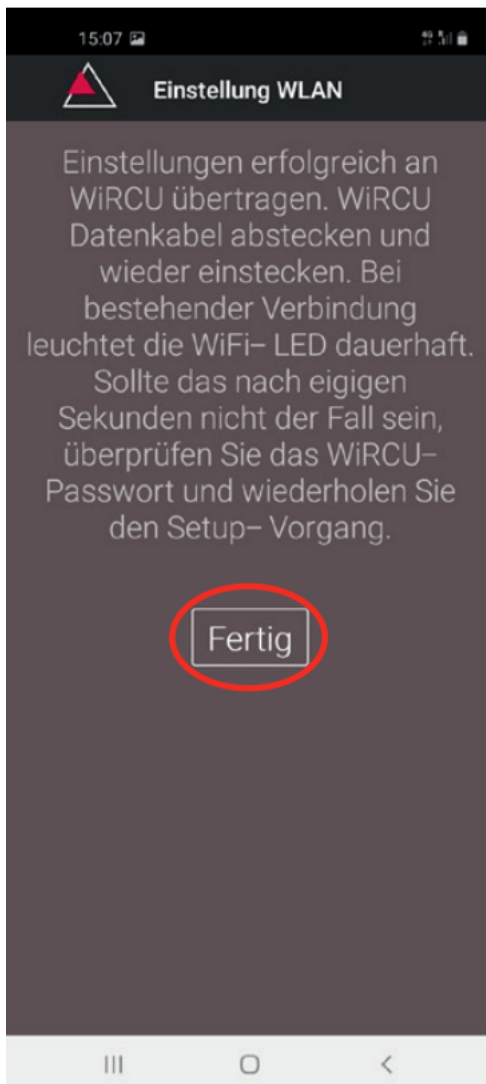 15:07
Einstellung WLAN
Einstellungen erfolgreich an
WiRCU übertragen. WiRCU
Datenkabel abstecken und
wieder einstecken. Bei
bestehender Verbindung
leuchtet die WiFi– LED dauerhaft.
Sollte das nach eigigen
Sekunden nicht der Fall sein,
überprüfen Sie das WiRCU–
Passwort und wiederholen Sie
den Setup– Vorgang.
Fertig